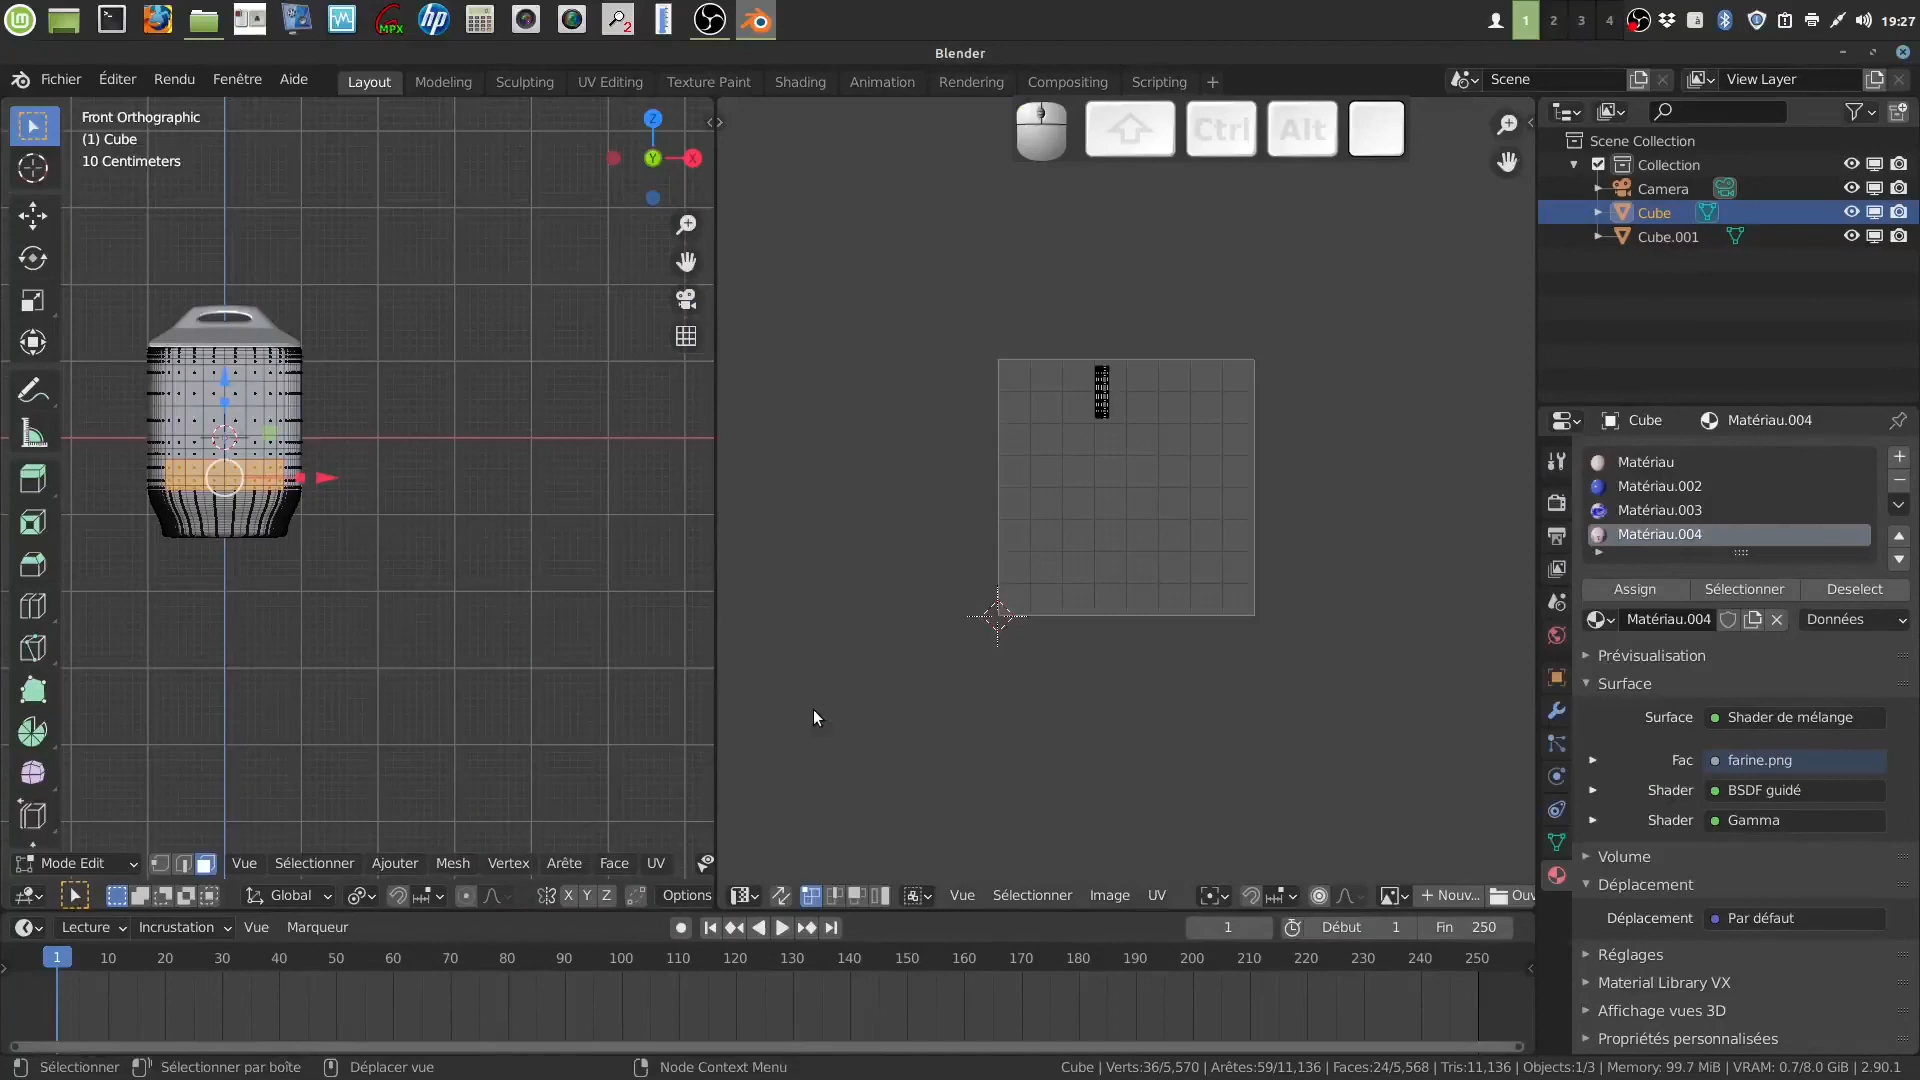 MPX
2
1
2
3
4
à
19:27
Blender
Fichier
Éditer
Rendu
Fenêtre
Aide
Layout
Modeling
Sculpting
UV Editing
Texture Paint
Shading
Animation
Rendering
Compositing
Scripting
Scene
View Layer
Front Orthographic
(1) Cube
10 Centimeters
Z
Y
X
Ctrl
Alt
Scene Collection
Collection
Camera
Cube
Cube.001
Cube
Matériau.004
Matériau
Matériau.002
Matériau.003
Matériau.004
Assign
Sélectionner
Deselect
Matériau.004
Données
Prévisualisation
Surface
Surface
Shader de mélange
Fac
farine.png
Shader
BSDF guidé
Shader
Gamma
Volume
Déplacement
Déplacement
Par défaut
Réglages
Material Library VX
Affichage vues 3D
Propriétés personnalisées
Mode Edit
Vue
Sélectionner
Ajouter
Mesh
Vertex
Arête
Face
UV
Global
X
Y
Z
Options
Vue
Sélectionner
Image
UV
Nouv...
Ou
Lecture
Incrustation
Vue
Marqueur
1
Début
1
Fin
250
1
10
20
30
40
50
60
70
80
90
100
110
120
130
140
150
160
170
180
190
200
210
220
230
240
250
Sélectionner
Sélectionner par boîte
Déplacer vue
Node Context Menu
Cube | Verts:36/5,570 | Arêtes:59/11,136 | Faces:24/5,568 | Tris:11,136 | Objects:1/3 | Memory: 99.7 MiB | VRAM: 0.7/8.0 GiB | 2.90.1